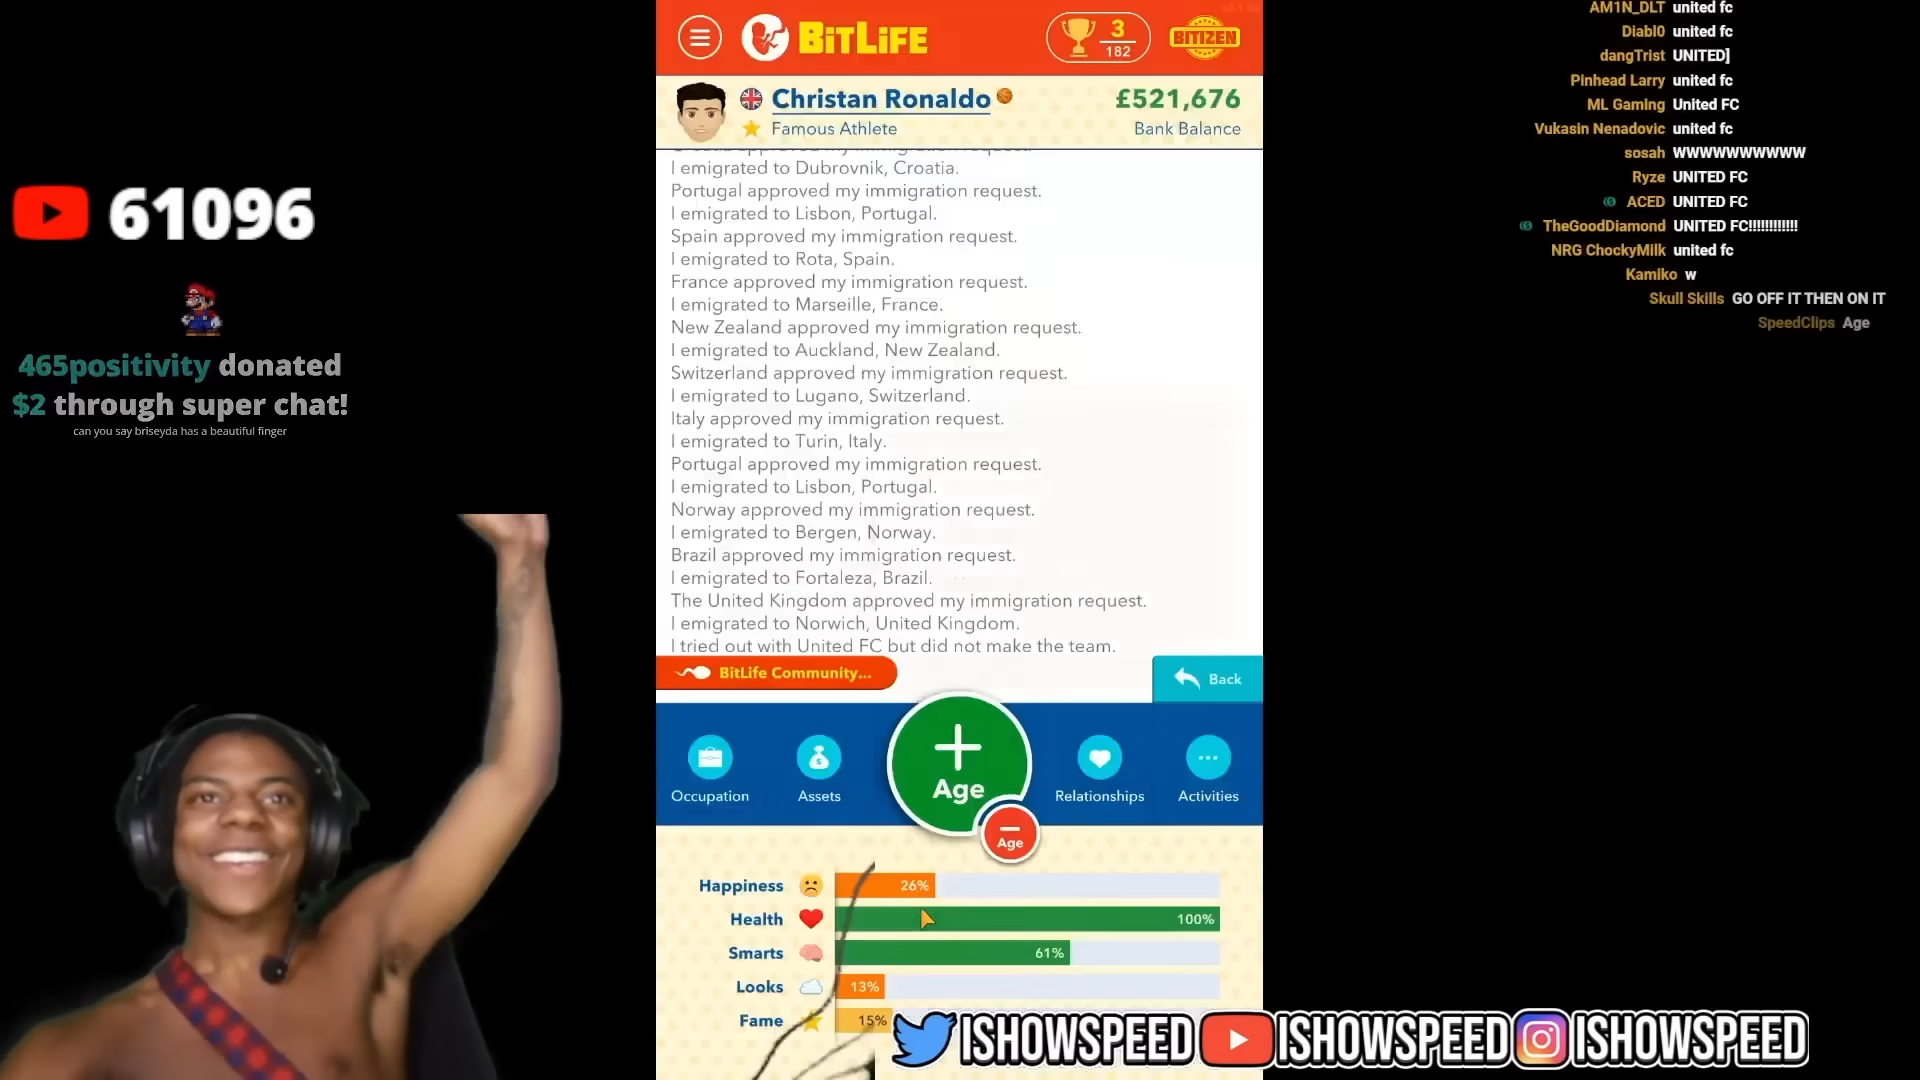 61096
465positivity donated
$2 through super chat!
can you say briseyda has a beautiful finger
BITLIFE
3
182
BITIZEN
Christan Ronaldo
£521,676
Famous Athlete
Bank Balance
I emigrated to Dubrovnik, Croatia.
Portugal approved my immigration request.
I emigrated to Lisbon, Portugal.
Spain approved my immigration request.
I emigrated to Rota, Spain.
France approved my immigration request.
I emigrated to Marseille, France.
New Zealand approved my immigration request.
I emigrated to Auckland, New Zealand.
Switzerland approved my immigration request.
I emigrated to Lugano, Switzerland.
Italy approved my immigration request.
I emigrated to Turin, Italy.
Portugal approved my immigration request.
I emigrated to Lisbon, Portugal.
Norway approved my immigration request.
I emigrated to Bergen, Norway.
Brazil approved my immigration request.
I emigrated to Fortaleza, Brazil.
The United Kingdom approved my immigration request.
I emigrated to Norwich, United Kingdom.
I tried out with United FC but did not make the team.
BitLife Community...
Back
Occupation
Assets
Age
Relationships
Activities
Age
Happiness 26%
Health 100%
Smarts 61%
Looks 13%
Fame 15%
AM1N_DLT united fc
Diabl0 united fc
dangTrist UNITED]
Pinhead Larry united fc
ML Gaming United FC
Vukasin Nenadovic united fc
sosah WWWWWWWWWW
Ryze UNITED FC
ACED UNITED FC
TheGoodDiamond UNITED FC!!!!!!!!!!!!
NRG ChockyMilk united fc
Kamiko w
Skull Skills GO OFF IT THEN ON IT
SpeedClips Age
ISHOWSPEED ISHOWSPEED ISHOWSPEED